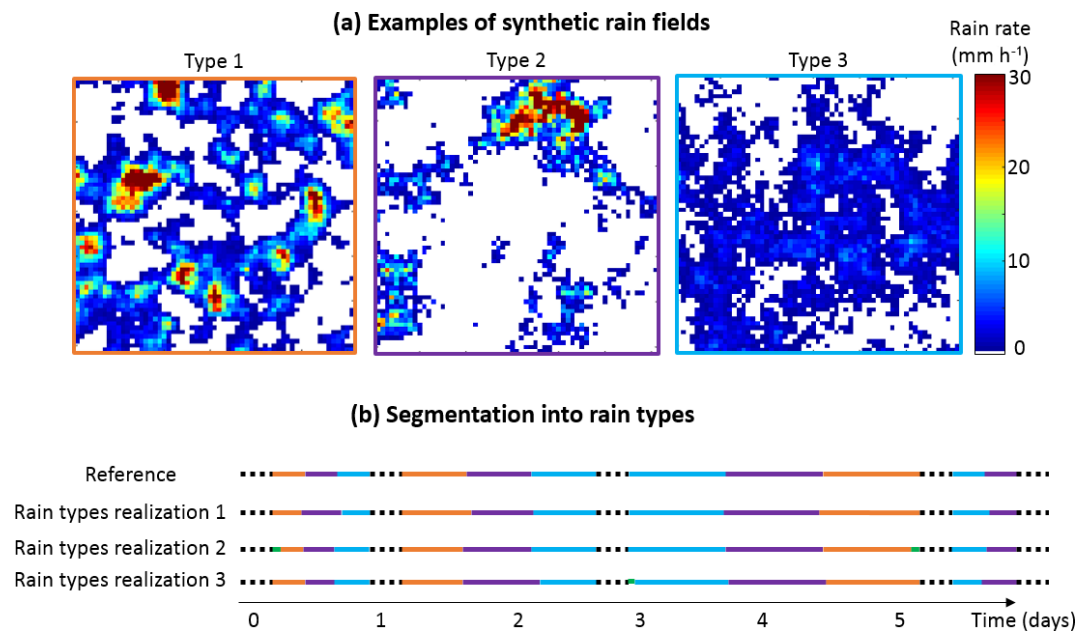 (a) Examples of synthetic rain fields
Type 1 Type 2 Type 3
Rain rate
(mm h⁻¹)
30
20
10
0
(b) Segmentation into rain types
Reference
Rain types realization 1
Rain types realization 2
Rain types realization 3
0 1 2 3 4 5 Time (days)